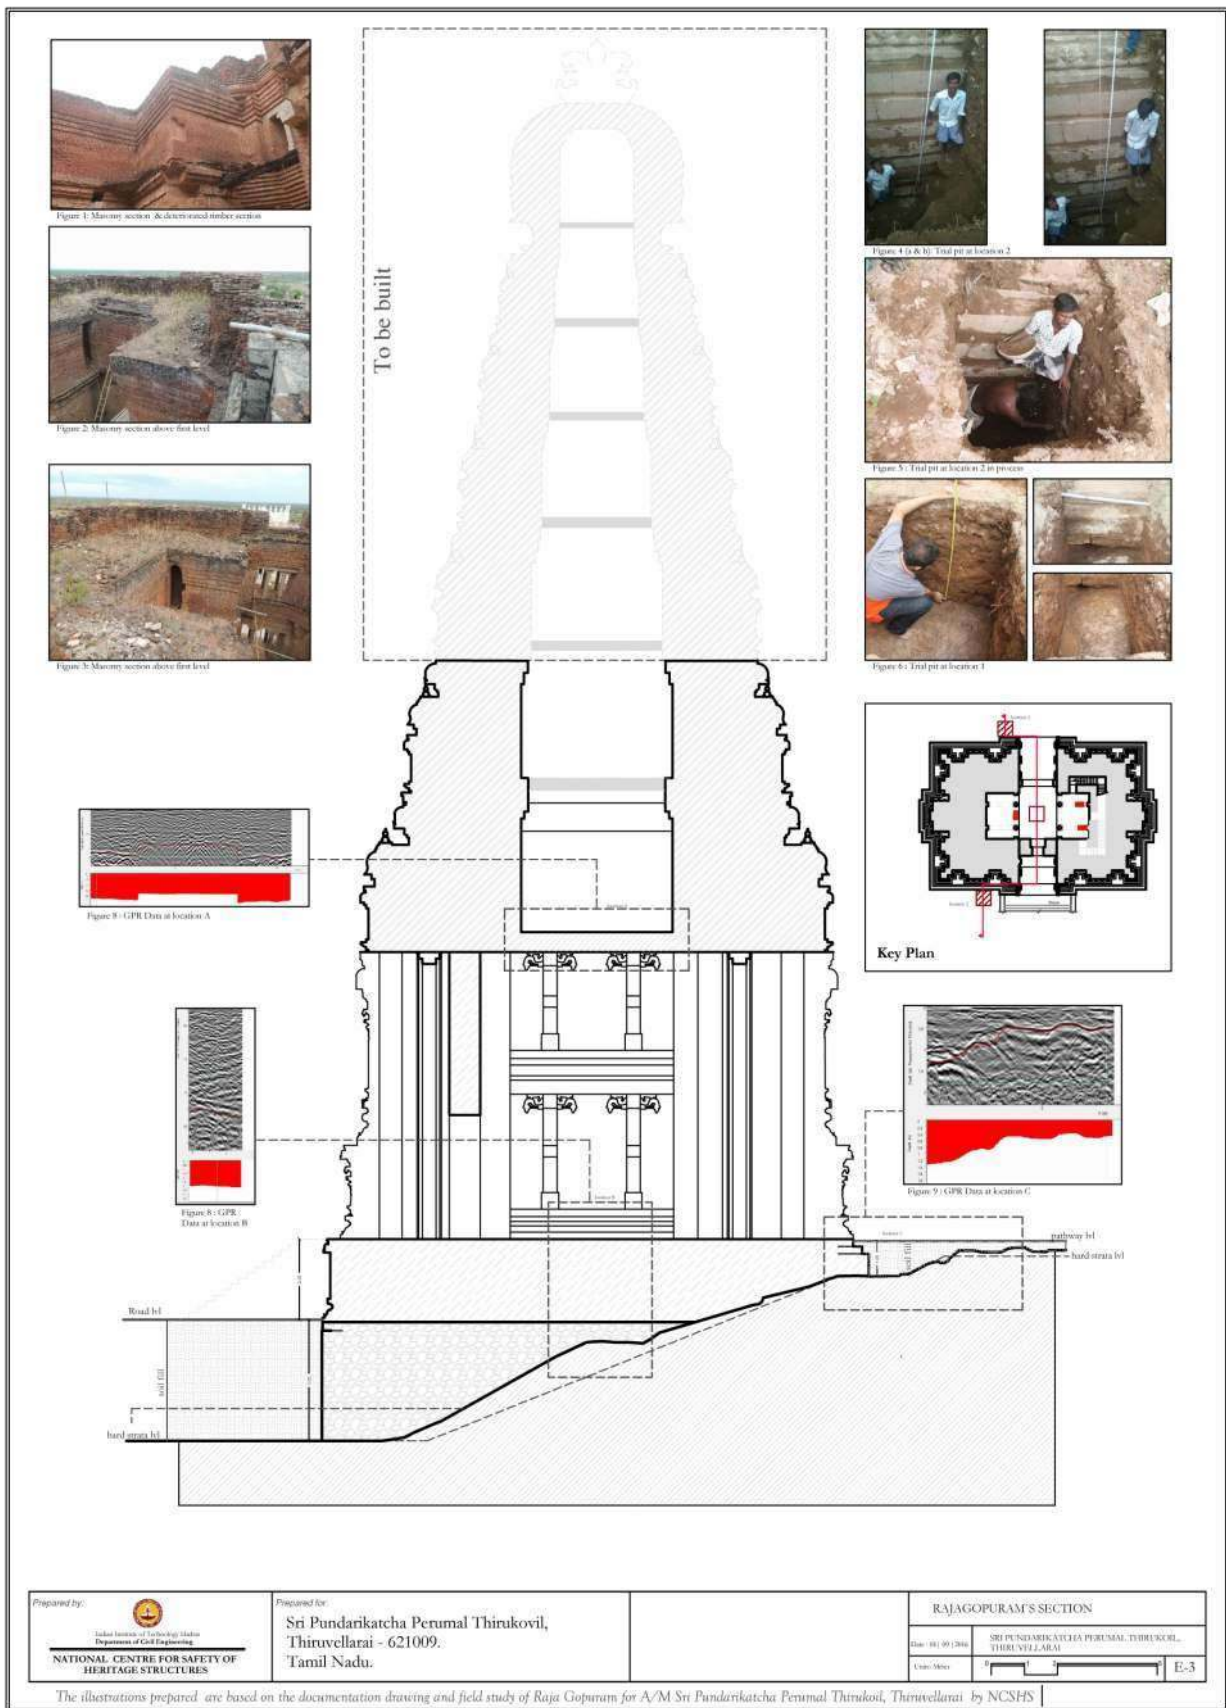 Figure 1: Masonry section & deteriorated timber section
Figure 2: Masonry section above first level
Figure 3: Masonry section above first level
To be built
Figure 4 (a & b): Trial pit at location 2
Figure 5 : Trial pit at location 2 in process
Figure 6 : Trial pit at location 1
Key Plan
Figure 8 : GPR Data at location A
Figure 8 : GPR
Data at location B
Figure 9 : GPR Data at location C
pathway lvl
hard strata lvl
soil fill
Road lvl
soil fill
hard strata lvl
Prepared by:
Indian Institute of Technology Madras
Department of Civil Engineering
NATIONAL CENTRE FOR SAFETY OF
HERITAGE STRUCTURES
Prepared for:
Sri Pundarikatcha Perumal Thirukovil,
Thiruvellarai - 621009.
Tamil Nadu.
RAJAGOPURAM'S SECTION
SRI PUNDARIKATCHA PERUMAL THIRUKOIL,
THIRUVELLARAI
Units: Meter
0 1 2
E-3
The illustrations prepared are based on the documentation drawing and field study of Raja Gopuram for A/M Sri Pundarikatcha Perumal Thirukoil, Thiruvellarai by NCSHS